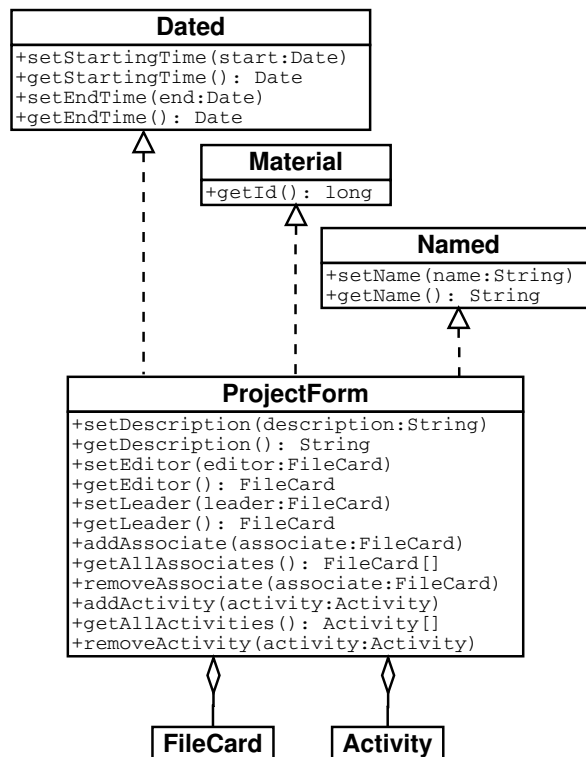 Dated
+setStartingTime(start:Date)
+getStartingTime(): Date
+setEndTime(end:Date)
+getEndTime(): Date
Material
+getId(): long
Named
+setName(name:String)
+getName(): String
ProjectForm
+setDescription(description:String)
+getDescription(): String
+setEditor(editor:FileCard)
+getEditor(): FileCard
+setLeader(leader:FileCard)
+getLeader(): FileCard
+addAssociate(associate:FileCard)
+getAllAssociates(): FileCard[]
+removeAssociate(associate:FileCard)
+addActivity(activity:Activity)
+getAllActivities(): Activity[]
+removeActivity(activity:Activity)
FileCard
Activity